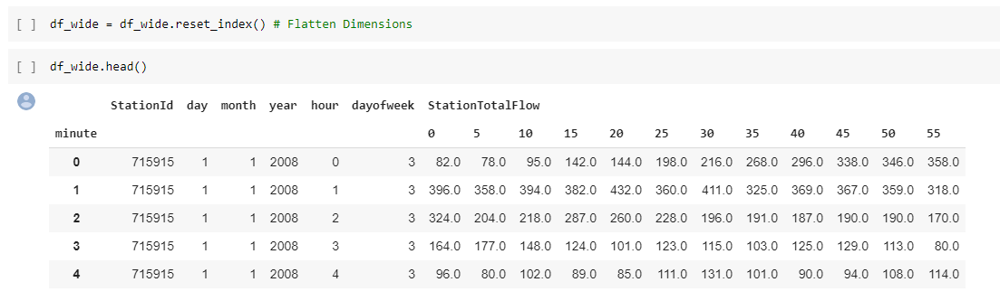 [ ] df_wide = df_wide.reset_index() # Flatten Dimensions
[ ] df_wide.head()
StationId day month year hour dayofweek StationTotalFlow
minute 0 5 10 15 20 25 30 35 40 45 50 55
0 715915 1 1 2008 0 3 82.0 78.0 95.0 142.0 144.0 198.0 216.0 268.0 296.0 338.0 346.0 358.0
1 715915 1 1 2008 1 3 396.0 358.0 394.0 382.0 432.0 360.0 411.0 325.0 369.0 367.0 359.0 318.0
2 715915 1 1 2008 2 3 324.0 204.0 218.0 287.0 260.0 228.0 196.0 191.0 187.0 190.0 190.0 170.0
3 715915 1 1 2008 3 3 164.0 177.0 148.0 124.0 101.0 123.0 115.0 103.0 125.0 129.0 113.0 80.0
4 715915 1 1 2008 4 3 96.0 80.0 102.0 89.0 85.0 111.0 131.0 101.0 90.0 94.0 108.0 114.0